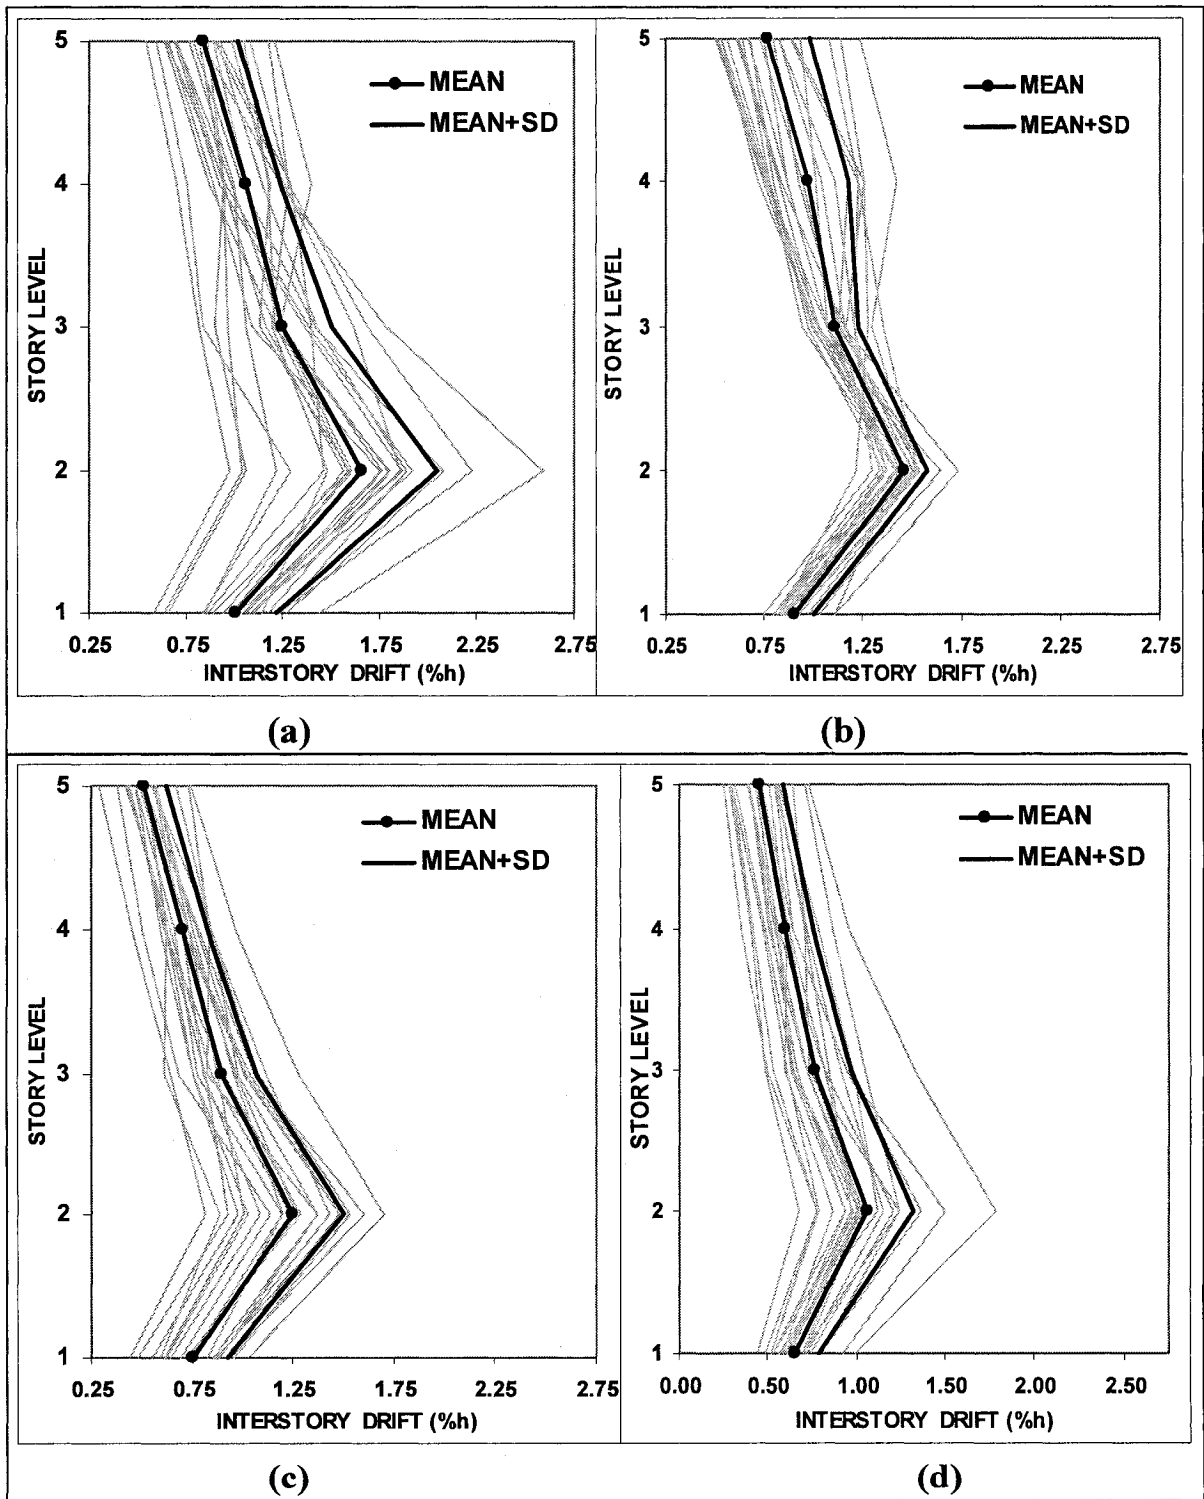 5
4
3
2
1
STORY LEVEL
MEAN
MEAN+SD
0.25 0.75 1.25 1.75 2.25 2.75
INTERSTORY DRIFT (%h)
(a)
5
4
3
2
1
STORY LEVEL
MEAN
MEAN+SD
0.25 0.75 1.25 1.75 2.25 2.75
INTERSTORY DRIFT (%h)
(b)
5
4
3
2
1
STORY LEVEL
MEAN
MEAN+SD
0.25 0.75 1.25 1.75 2.25 2.75
INTERSTORY DRIFT (%h)
(c)
5
4
3
2
1
STORY LEVEL
MEAN
MEAN+SD
0.00 0.50 1.00 1.50 2.00 2.50
INTERSTORY DRIFT (%h)
(d)